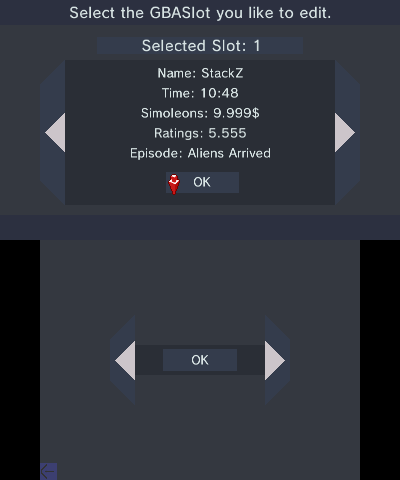 Select the GBASlot you like to edit.
Selected Slot: 1
Name: StackZ
Time: 10:48
Simoleons: 9.999$
Ratings: 5.555
Episode: Aliens Arrived
OK
OK